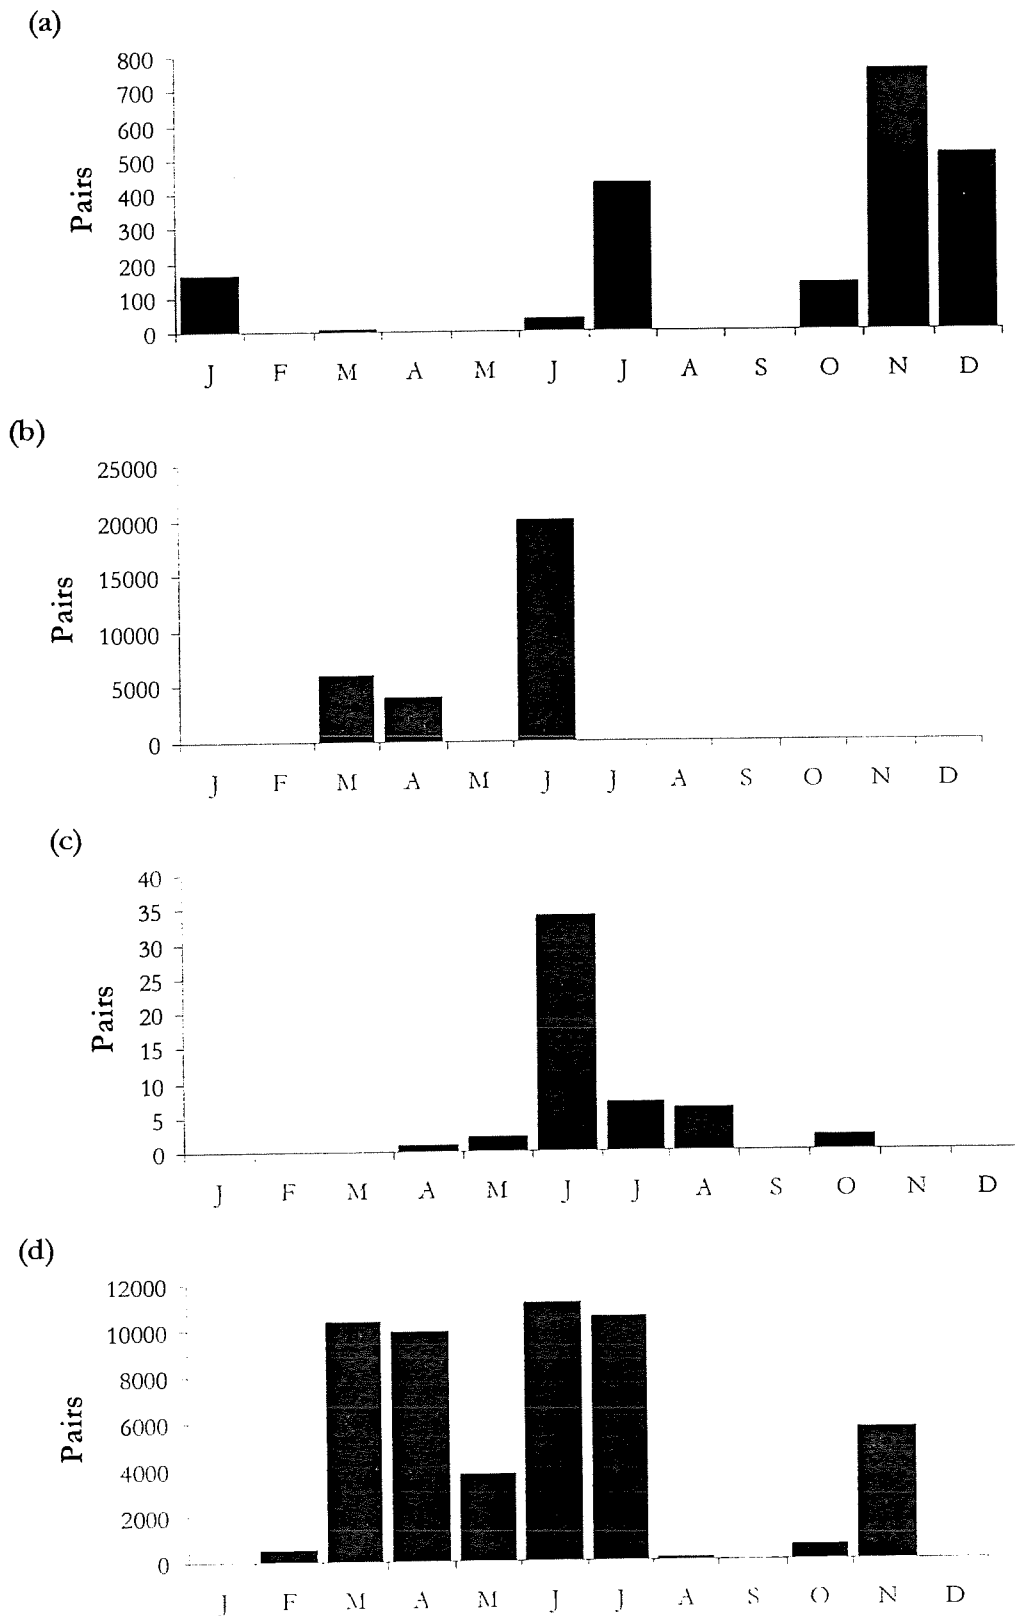 (a)
800
700
600
500
400
300
200
100
0
Pairs
J F M A M J J A S O N D
(b)
25000
20000
15000
10000
5000
0
Pairs
J F M A M J J A S O N D
(c)
40
35
30
25
20
15
10
5
0
Pairs
J F M A M J J A S O N D
(d)
12000
10000
8000
6000
4000
2000
0
Pairs
J F M A M J J A S O N D